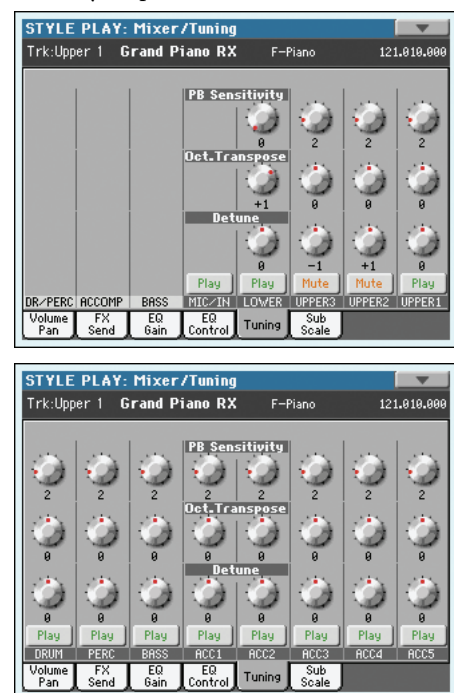 STYLE PLAY: Mixer/Tuning
Trk:Upper 1 Grand Piano RX F-Piano 121.010.000
PB Sensitivity
0 2 2 2
Oct.Transpose
+1 0 0 0
Detune
0 -1 +1 0
Play Play Mute Mute Play
DR/PERC ACCOMP BASS MIC/IN LOWER UPPER3 UPPER2 UPPER1
Volume Pan FX Send EQ Gain EQ Control Tuning Sub Scale
STYLE PLAY: Mixer/Tuning
Trk:Upper 1 Grand Piano RX F-Piano 121.010.000
PB Sensitivity
2 2 2 2 2 2 2 2
Oct.Transpose
0 0 0 0 0 0 0 0
Detune
0 0 0 0 0 0 0 0
Play Play Play Play Play Play Play Play
DRUM PERC BASS ACC1 ACC2 ACC3 ACC4 ACC5
Volume Pan FX Send EQ Gain EQ Control Tuning Sub Scale